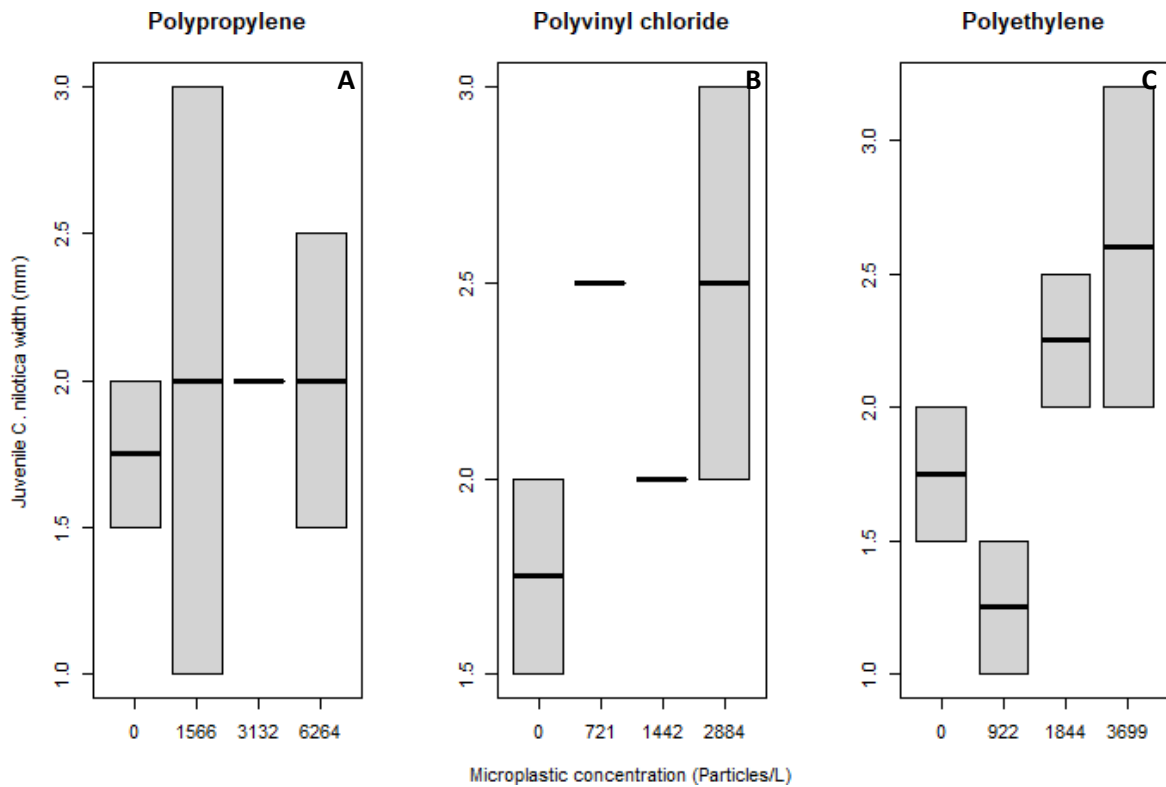 Polypropylene
Polyvinyl chloride
Polyethylene
A
B
C
Juvenile C. nilotica width (mm)
3.0
2.5
2.0
1.5
1.0
0 1566 3132 6264
3.0
2.5
2.0
1.5
0 721 1442 2884
3.0
2.5
2.0
1.5
1.0
0 922 1844 3699
Microplastic concentration (Particles/L)